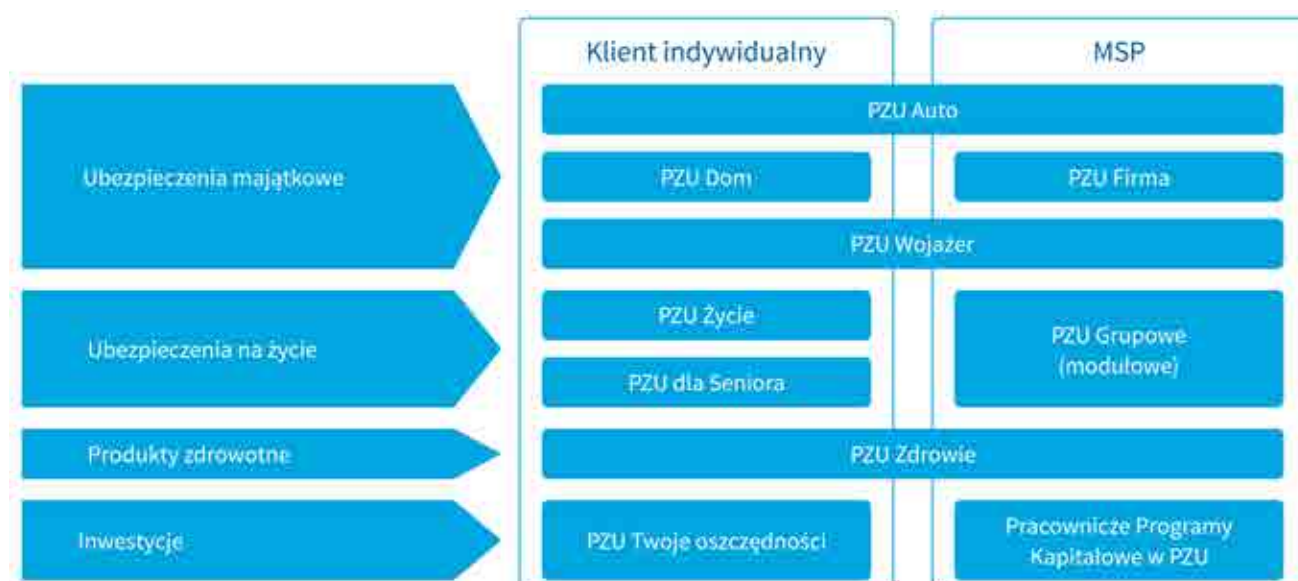 Klient indywidualny
MSP
Ubezpieczenia majątkowe
PZU Auto
PZU Dom
PZU Firma
PZU Wojażer
Ubezpieczenia na życie
PZU Życie
PZU dla Seniora
PZU Grupowe
(modułowe)
Produkty zdrowotne
PZU Zdrowie
Inwestycje
PZU Twoje oszczędności
Pracownicze Programy
Kapitałowe w PZU